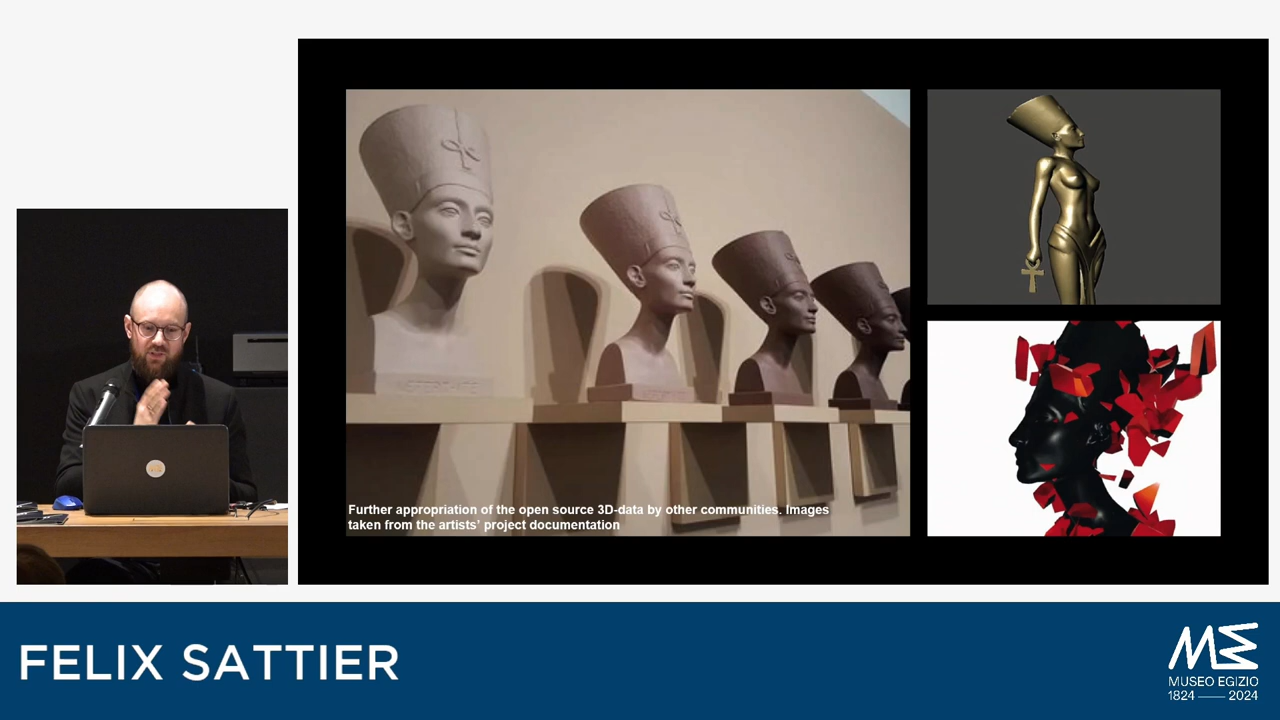 Further appropriation of the open source 3D-data by other communities. Images
taken from the artists' project documentation
FELIX SATTIER
ME
MUSEO EGIZIO
1824 — 2024